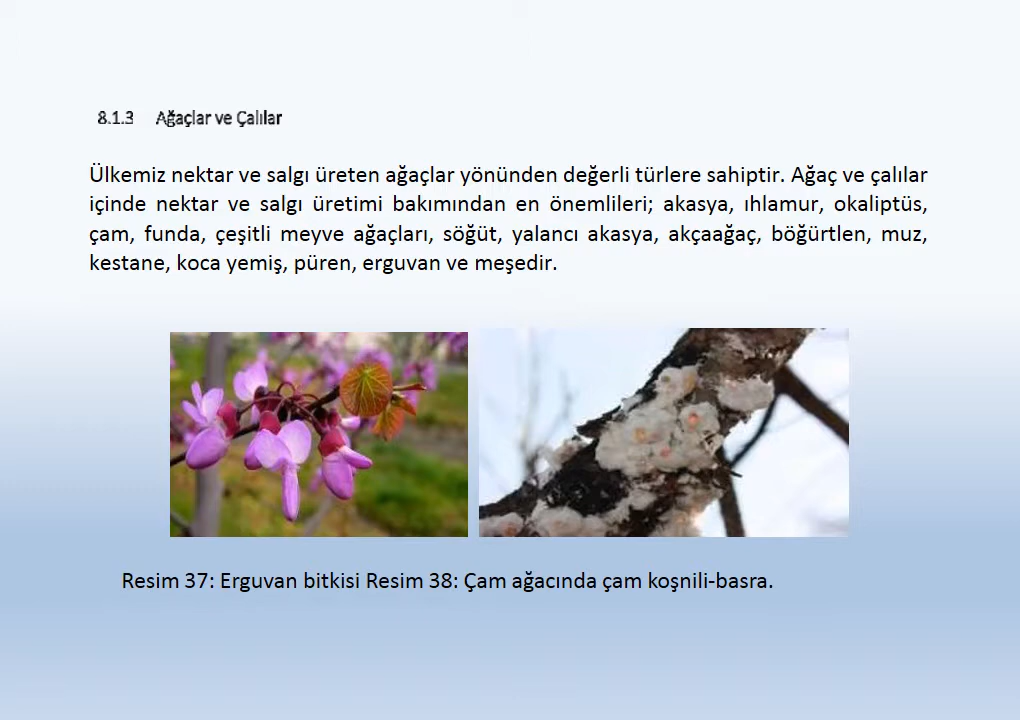 8.1.3 Ağaçlar ve Çalılar
Ülkemiz nektar ve salgı üreten ağaçlar yönünden değerli türlere sahiptir. Ağaç ve çalılar
içinde nektar ve salgı üretimi bakımından en önemlileri; akasya, ıhlamur, okaliptüs,
çam, funda, çeşitli meyve ağaçları, söğüt, yalancı akasya, akçaağaç, böğürtlen, muz,
kestane, koca yemiş, püren, erguvan ve meşedir.
Resim 37: Erguvan bitkisi Resim 38: Çam ağacında çam koşnili-basra.